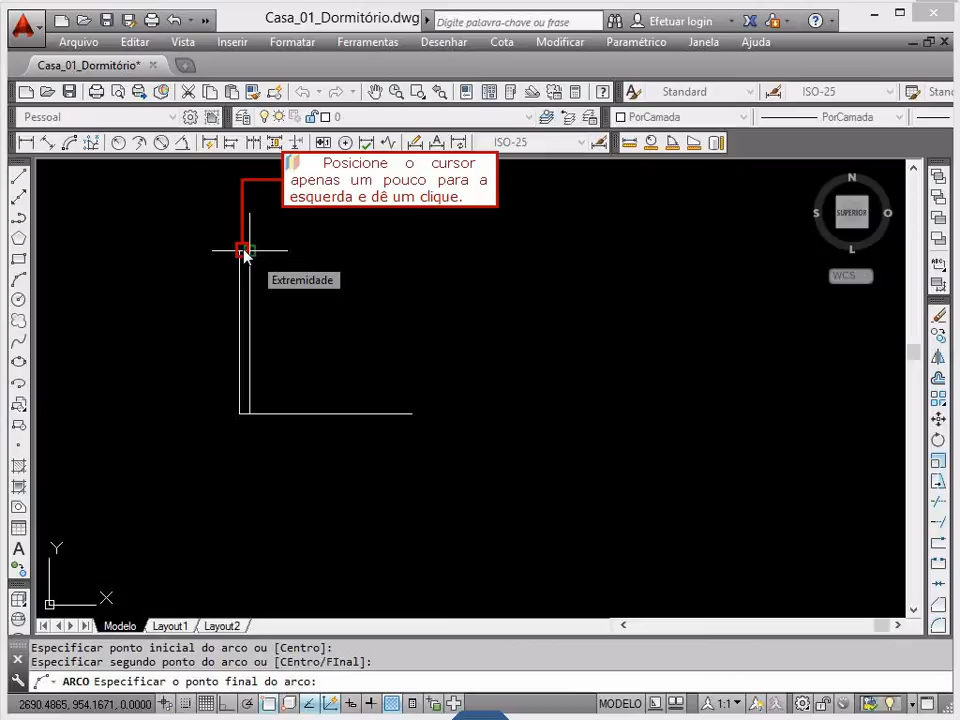 Casa_01_Dormitório.dwg
Digite palavra-chave ou frase
Efetuar login
Arquivo Editar Vista Inserir Formatar Ferramentas Desenhar Cota Modificar Paramétrico Janela Ajuda
Casa_01_Dormitório*
Standard ISO-25
Pessoal 0 PorCamada PorCamada
ISO-25
Posicione o cursor
apenas um pouco para a
esquerda e dê um clique.
N
S SUPERIOR O
L
WCS
Extremidade
Y
X
Modelo Layout1 Layout2
Especificar ponto inicial do arco ou [Centro]:
Especificar segundo ponto do arco ou [CEntro/FInal]:
ARCO Especificar o ponto final do arco:
2690.4865, 954.1671, 0.0000 MODELO 1:1